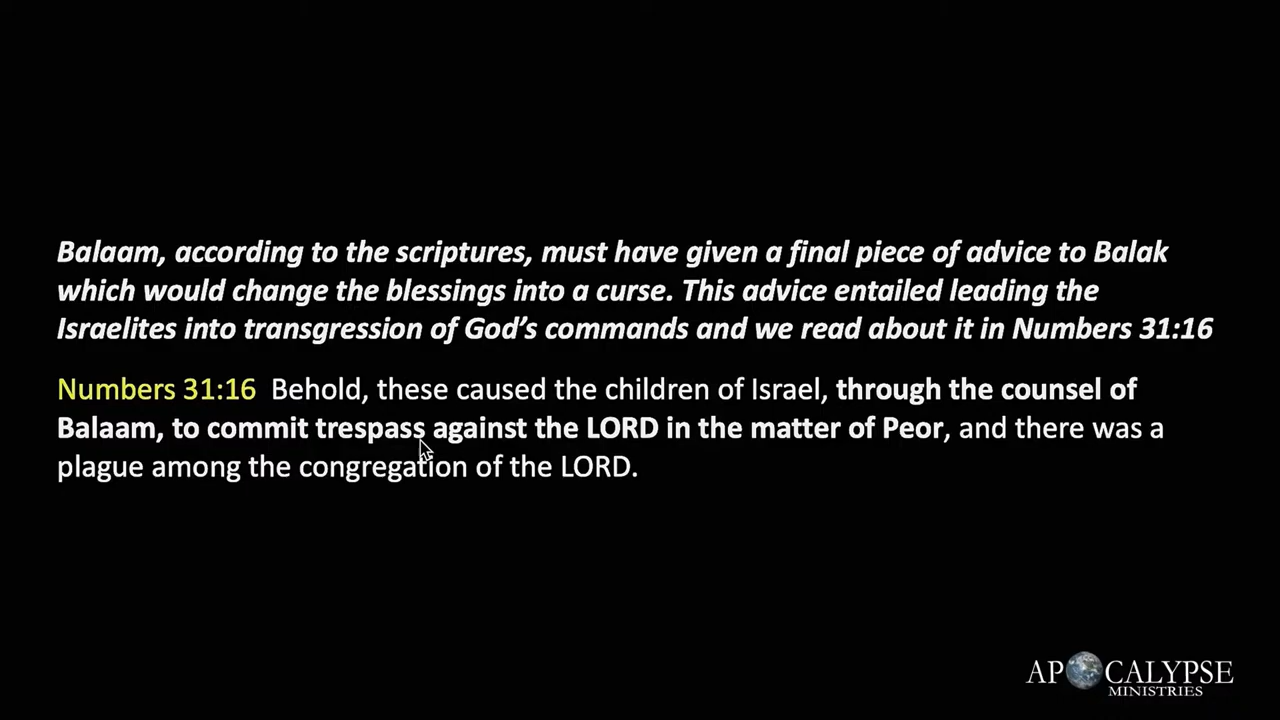 Balaam, according to the scriptures, must have given a final piece of advice to Balak
which would change the blessings into a curse. This advice entailed leading the
Israelites into transgression of God’s commands and we read about it in Numbers 31:16
Numbers 31:16 Behold, these caused the children of Israel, through the counsel of
Balaam, to commit trespass against the LORD in the matter of Peor, and there was a
plague among the congregation of the LORD.
APOCALYPSE
MINISTRIES